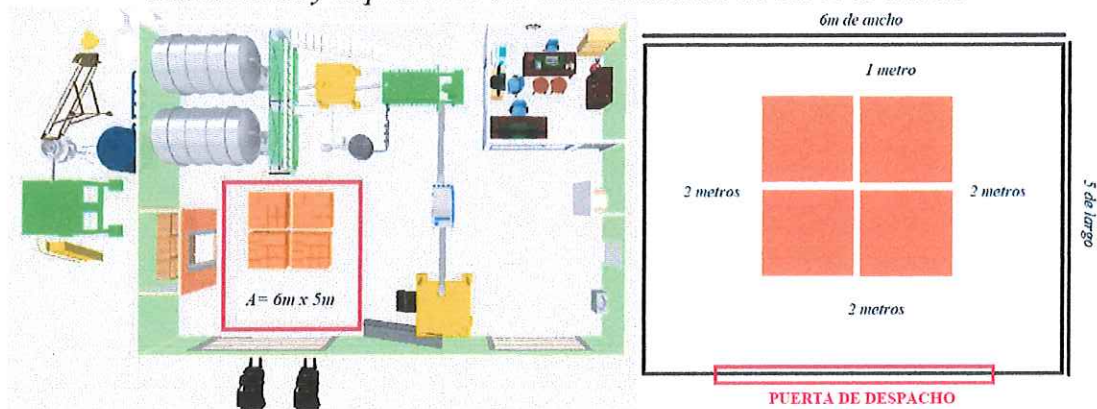 6m de ancho
1 metro
2 metros
2 metros
5 de largo
A= 6m x 5m
2 metros
PUERTA DE DESPACHO